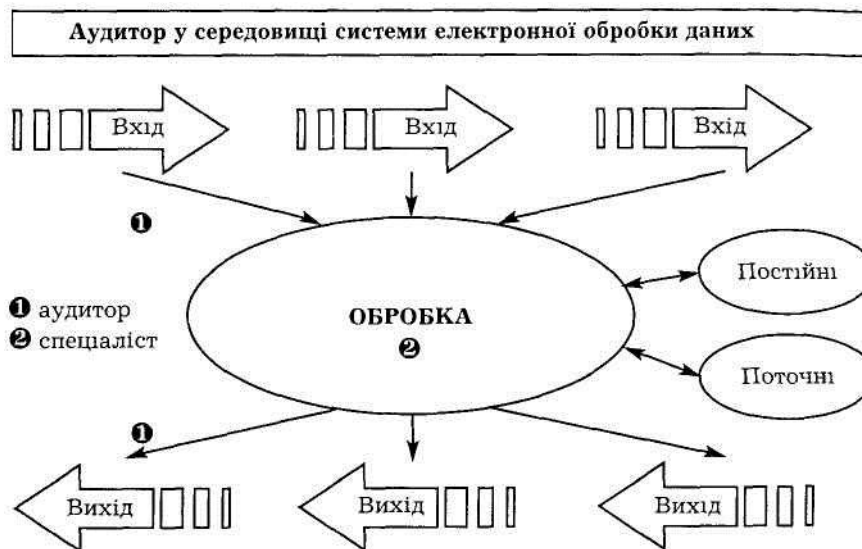 Аудитор у середовищі системи електронної обробки даних
Вхід Вхід Вхід
❶
Постійні
❶ аудитор
❷ спеціаліст
ОБРОБКА
❷
Поточні
❶
Вихід Вихід Вихід